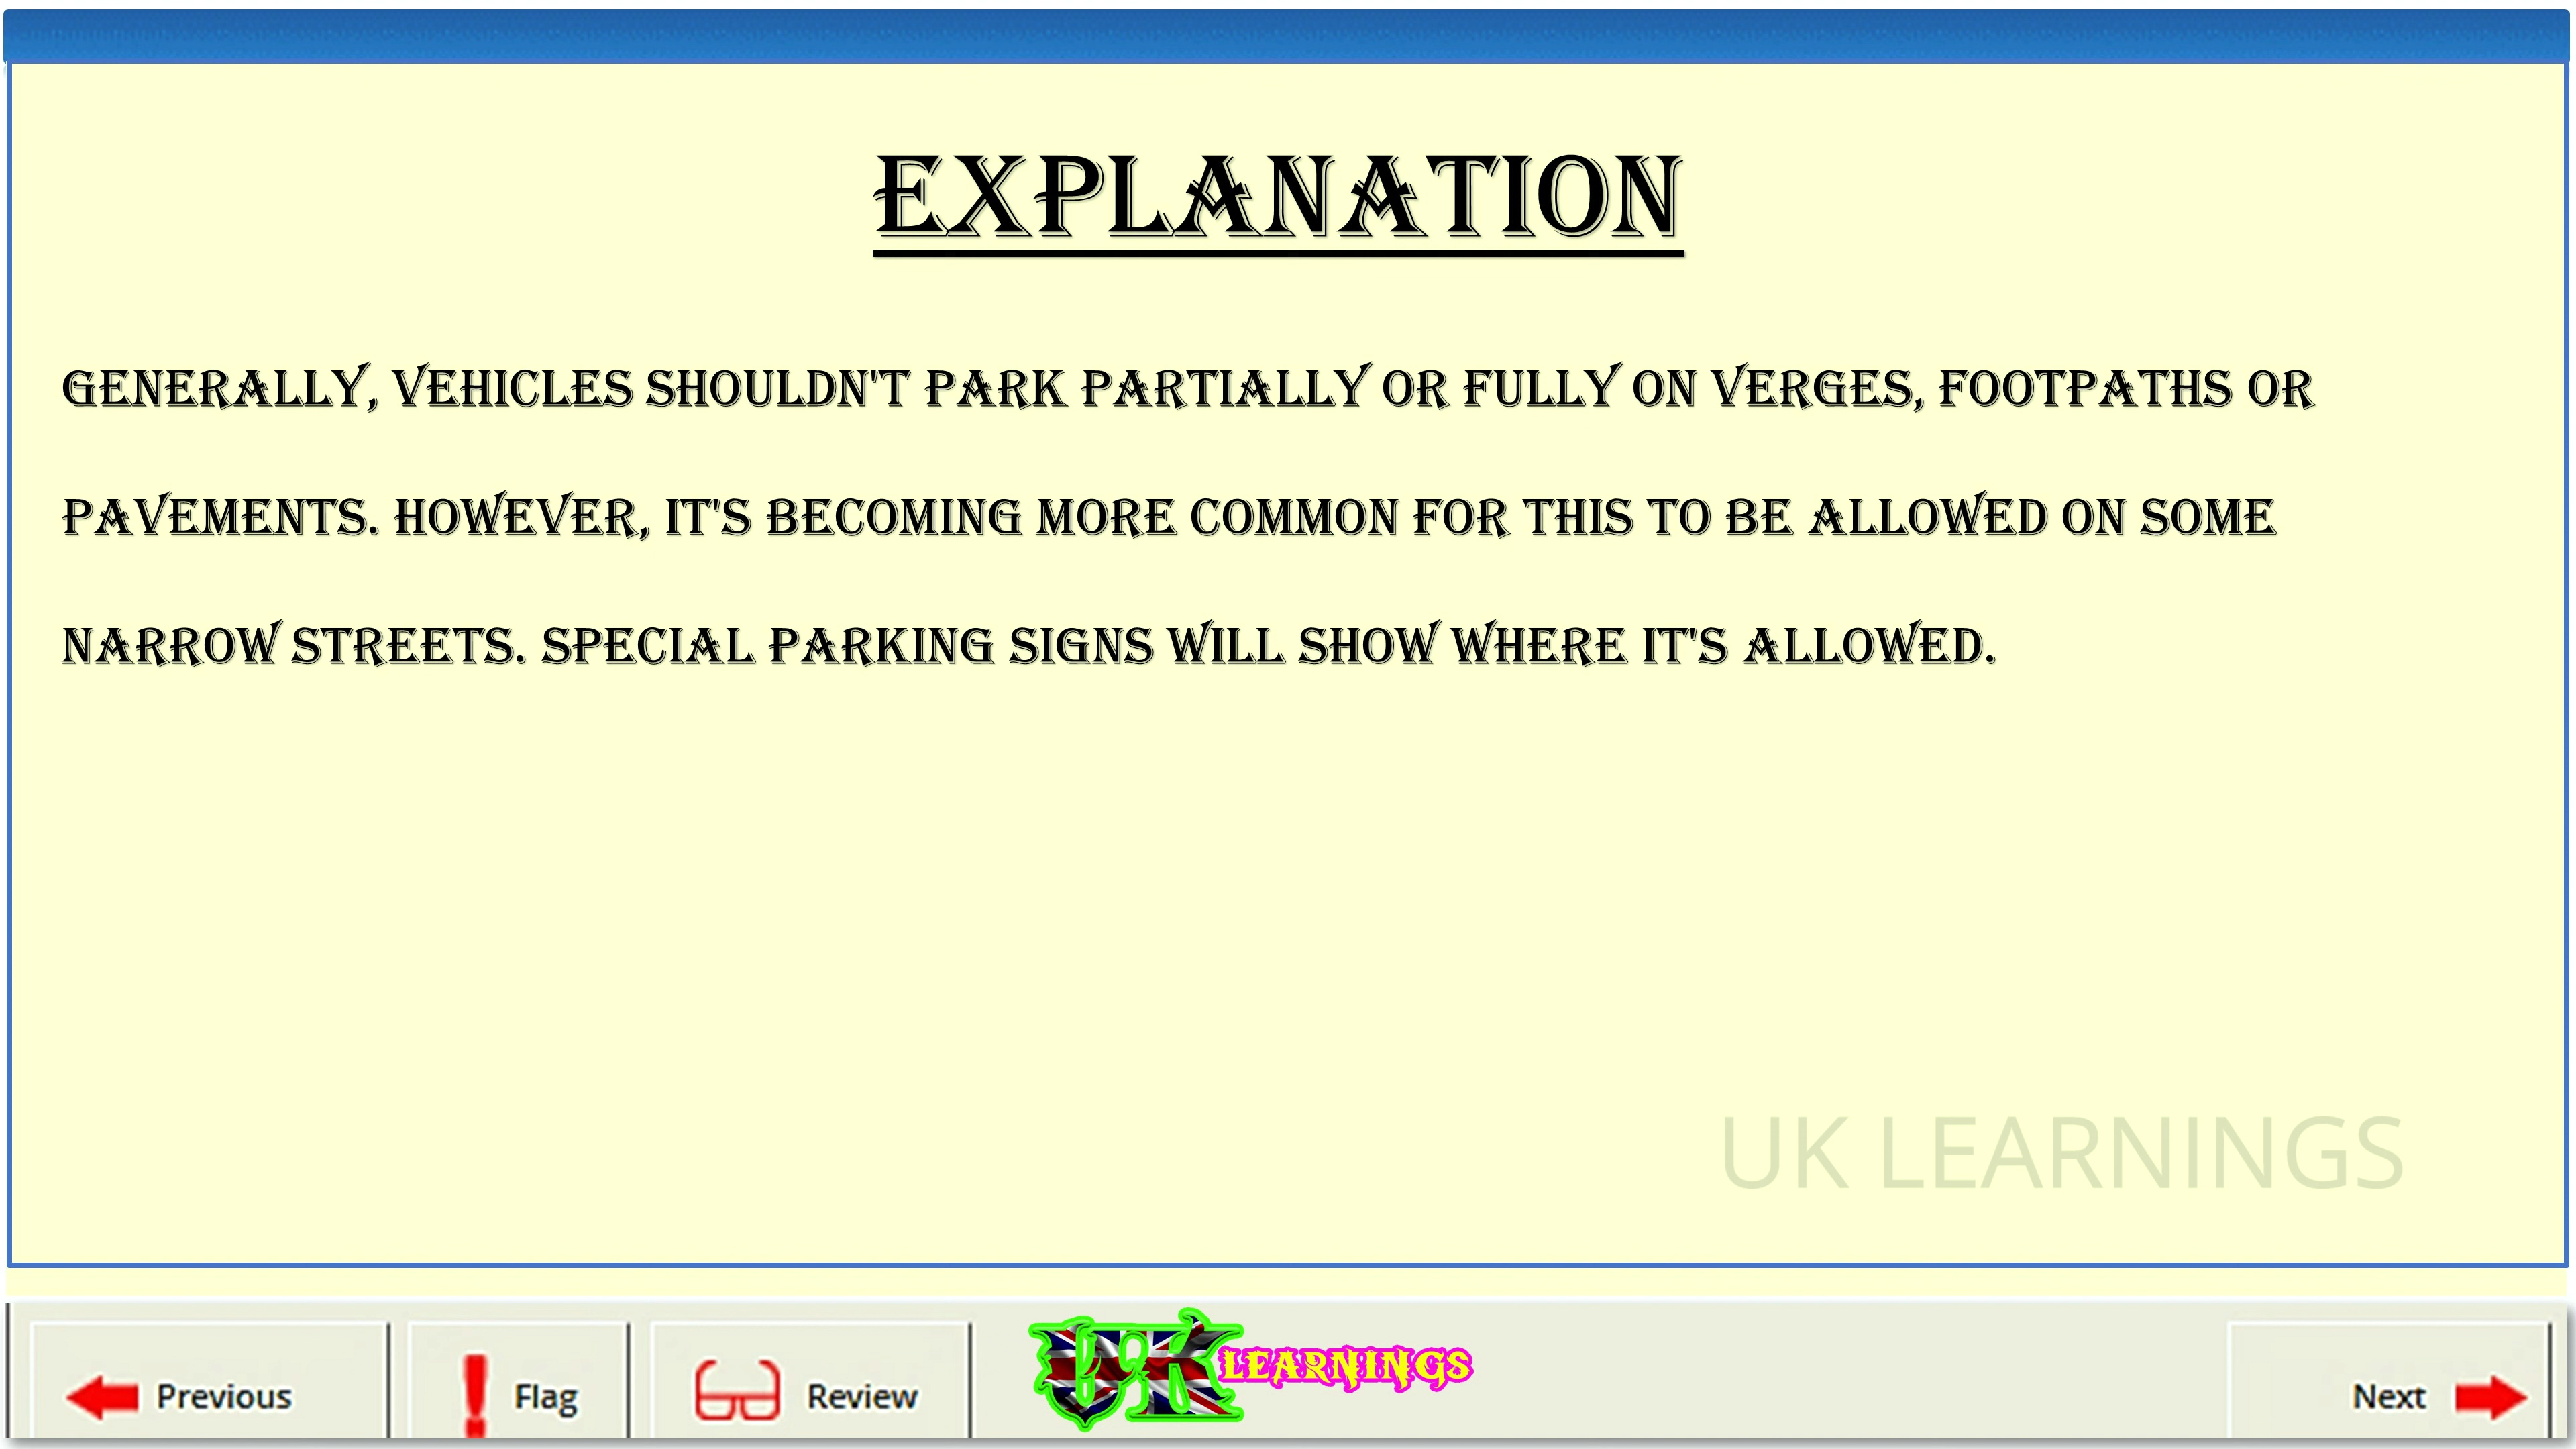 EXPLANATION
GENERALLY, VEHICLES SHOULDN'T PARK PARTIALLY OR FULLY ON VERGES, FOOTPATHS OR
PAVEMENTS. HOWEVER, IT'S BECOMING MORE COMMON FOR THIS TO BE ALLOWED ON SOME
NARROW STREETS. SPECIAL PARKING SIGNS WILL SHOW WHERE IT'S ALLOWED.
UK LEARNINGS
Previous
Flag
Review
UK LEARNINGS
Next